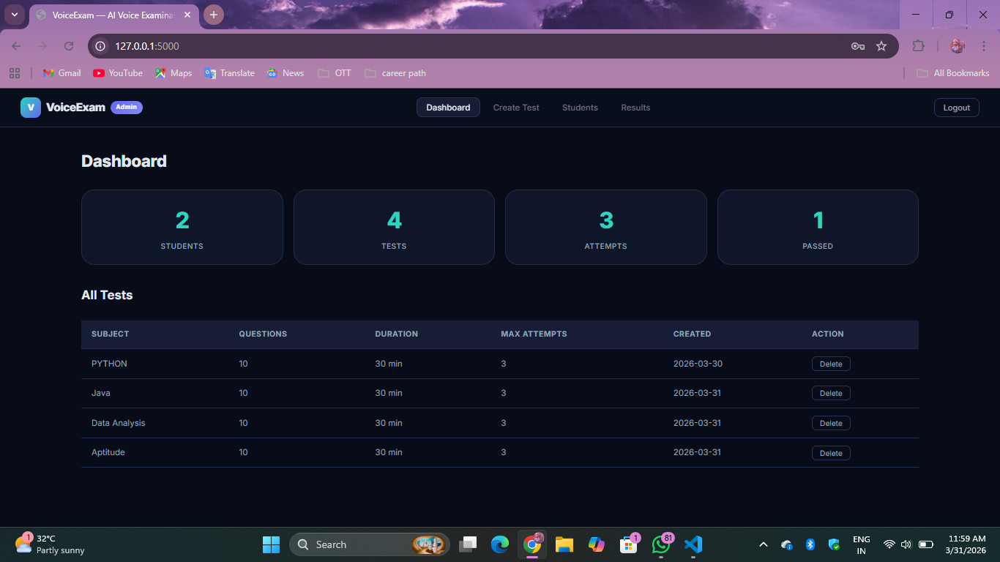 VoiceExam — AI Voice Examina
127.0.0.1:5000
Gmail YouTube Maps Translate News OTT career path All Bookmarks
V VoiceExam Admin Dashboard Create Test Students Results Logout
Dashboard
2 4 3 1
STUDENTS TESTS ATTEMPTS PASSED
All Tests
SUBJECT QUESTIONS DURATION MAX ATTEMPTS CREATED ACTION
PYTHON 10 30 min 3 2026-03-30 Delete
Java 10 30 min 3 2026-03-31 Delete
Data Analysis 10 30 min 3 2026-03-31 Delete
Aptitude 10 30 min 3 2026-03-31 Delete
1 32°C Search 1 81 ENG 11:59 AM
Partly sunny IN 3/31/2026